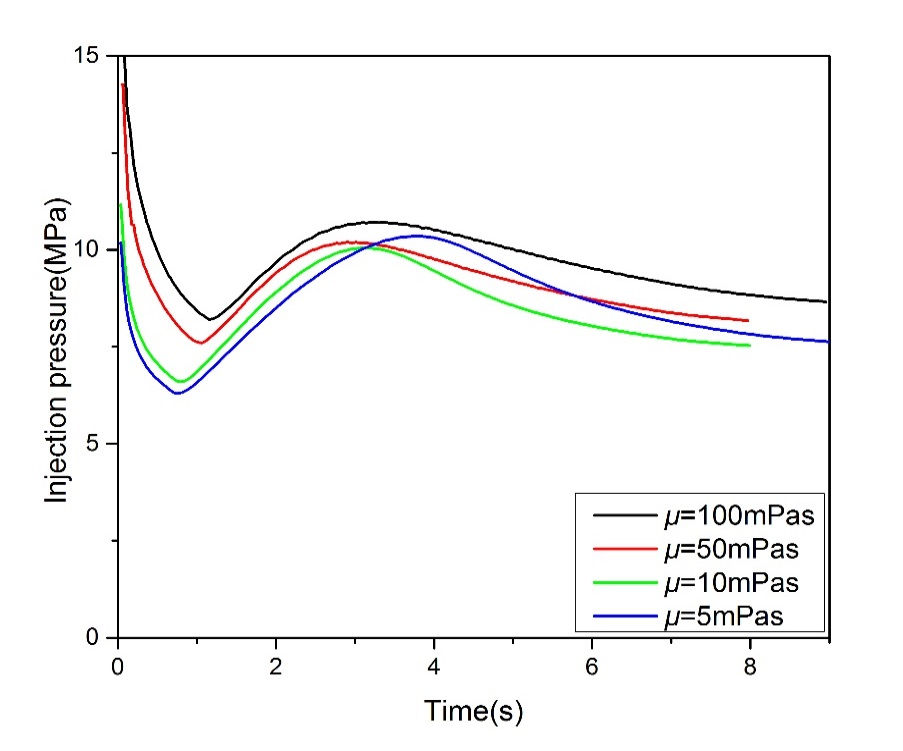 15
10
5
0
Injection pressure(MPa)
0 2 4 6 8
Time(s)
μ=100mPas
μ=50mPas
μ=10mPas
μ=5mPas